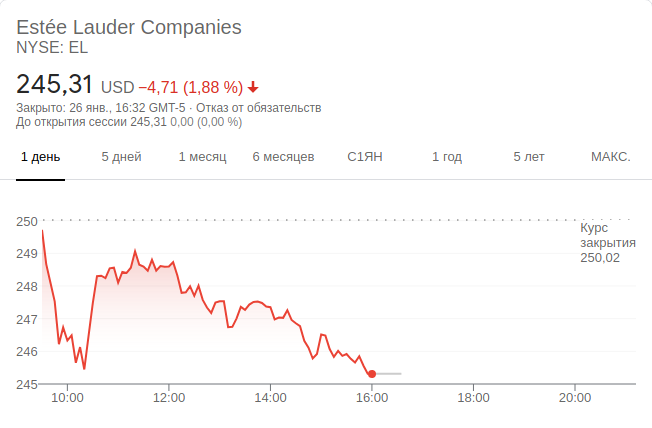 Estée Lauder Companies
NYSE: EL
245,31 USD −4,71 (1,88 %)
Закрыто: 26 янв., 16:32 GMT-5 · Отказ от обязательств
До открытия сессии 245,31 0,00 (0,00 %)
1 день 5 дней 1 месяц 6 месяцев С1ЯН 1 год 5 лет МАКС.
250
Курс
закрытия
250,02
249
248
247
246
245
10:00 12:00 14:00 16:00 18:00 20:00